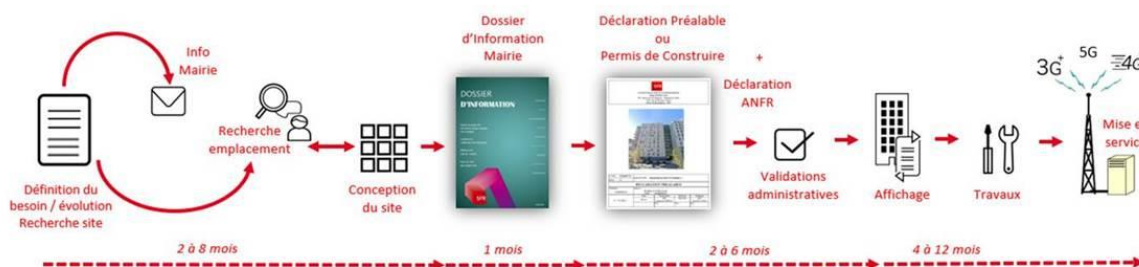 Info
Mairie
Définition du
besoin / évolution
Recherche site
Recherche
emplacement
Conception
du site
Dossier
d'Information
Mairie
DOSSIER
D'INFORMATION
SFR
Déclaration Préalable
ou
Permis de Construire
+
Déclaration
ANFR
Validations
administratives
Affichage
Travaux
3G+
5G
4G
Mise e
servic
2 à 8 mois
1 mois
2 à 6 mois
4 à 12 mois